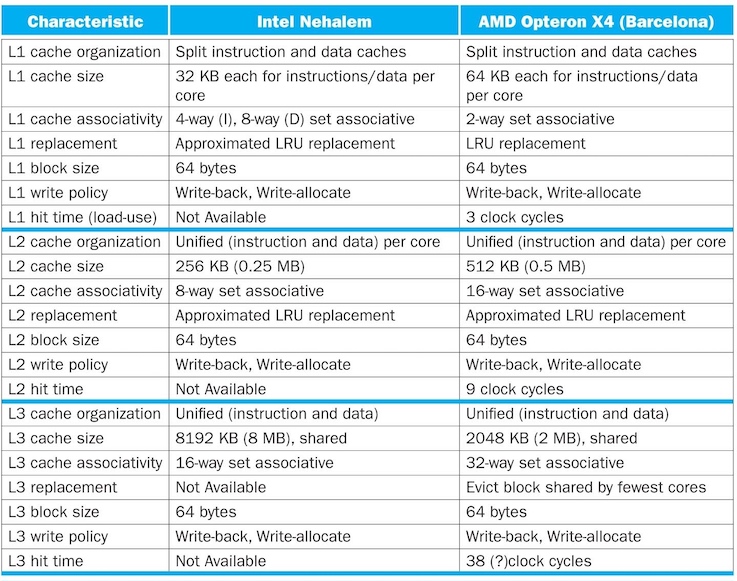 Characteristic Intel Nehalem AMD Opteron X4 (Barcelona)
L1 cache organization Split instruction and data caches Split instruction and data caches
L1 cache size 32 KB each for instructions/data per core 64 KB each for instructions/data per core
L1 cache associativity 4-way (I), 8-way (D) set associative 2-way set associative
L1 replacement Approximated LRU replacement LRU replacement
L1 block size 64 bytes 64 bytes
L1 write policy Write-back, Write-allocate Write-back, Write-allocate
L1 hit time (load-use) Not Available 3 clock cycles
L2 cache organization Unified (instruction and data) per core Unified (instruction and data) per core
L2 cache size 256 KB (0.25 MB) 512 KB (0.5 MB)
L2 cache associativity 8-way set associative 16-way set associative
L2 replacement Approximated LRU replacement Approximated LRU replacement
L2 block size 64 bytes 64 bytes
L2 write policy Write-back, Write-allocate Write-back, Write-allocate
L2 hit time Not Available 9 clock cycles
L3 cache organization Unified (instruction and data) Unified (instruction and data)
L3 cache size 8192 KB (8 MB), shared 2048 KB (2 MB), shared
L3 cache associativity 16-way set associative 32-way set associative
L3 replacement Not Available Evict block shared by fewest cores
L3 block size 64 bytes 64 bytes
L3 write policy Write-back, Write-allocate Write-back, Write-allocate
L3 hit time Not Available 38 (?)clock cycles